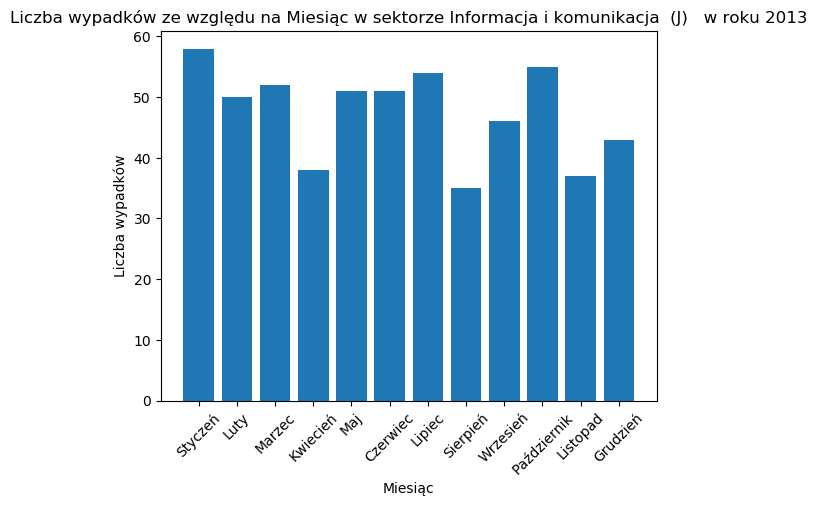 Liczba wypadków ze względu na Miesiąc w sektorze Informacja i komunikacja  (J)   w roku 2013
60
50
40
30
20
10
0
Liczba wypadków
Styczeń
Luty
Marzec
Kwiecień
Maj
Czerwiec
Lipiec
Sierpień
Wrzesień
Październik
Listopad
Grudzień
Miesiąc